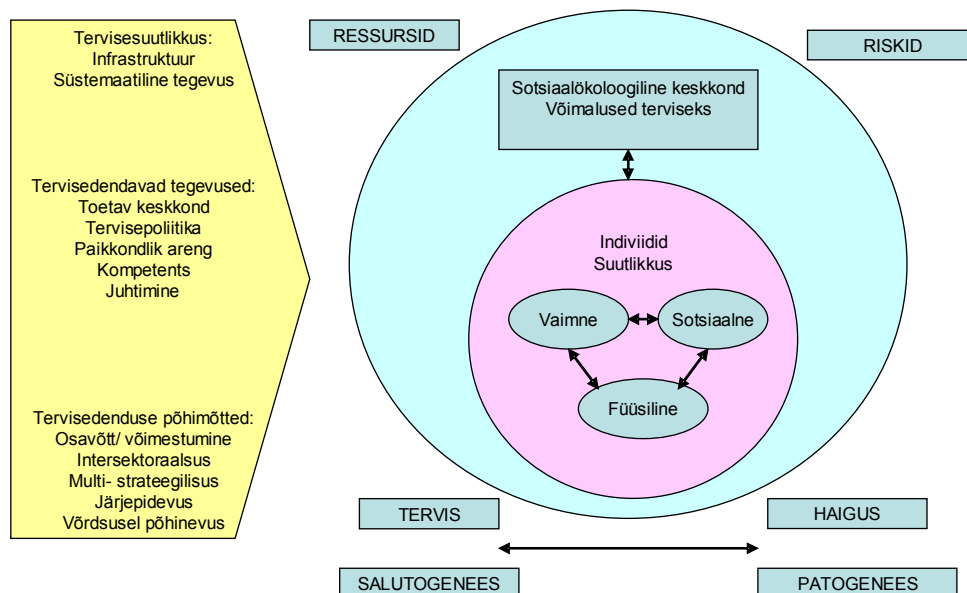 Tervisesuutlikkus:
Infrastruktuur
Süstemaatiline tegevus
Tervisedendavad tegevused:
Toetav keskkond
Tervisepoliitika
Paikkondlik areng
Kompetents
Juhtimine
Tervisedenduse põhimõtted:
Osavõtt/ võimestumine
Intersektoraalsus
Multi- strateegilisus
Järjepidevus
Võrdsusel põhinevus
RESSURSID
RISKID
Sotsiaalökoloogiline keskkond
Võimalused terviseks
Individid
Suutlikkus
Vaimne
Sotsiaalne
Füüsiline
TERVIS
HAIGUS
SALUTOGENEES
PATOGENEES